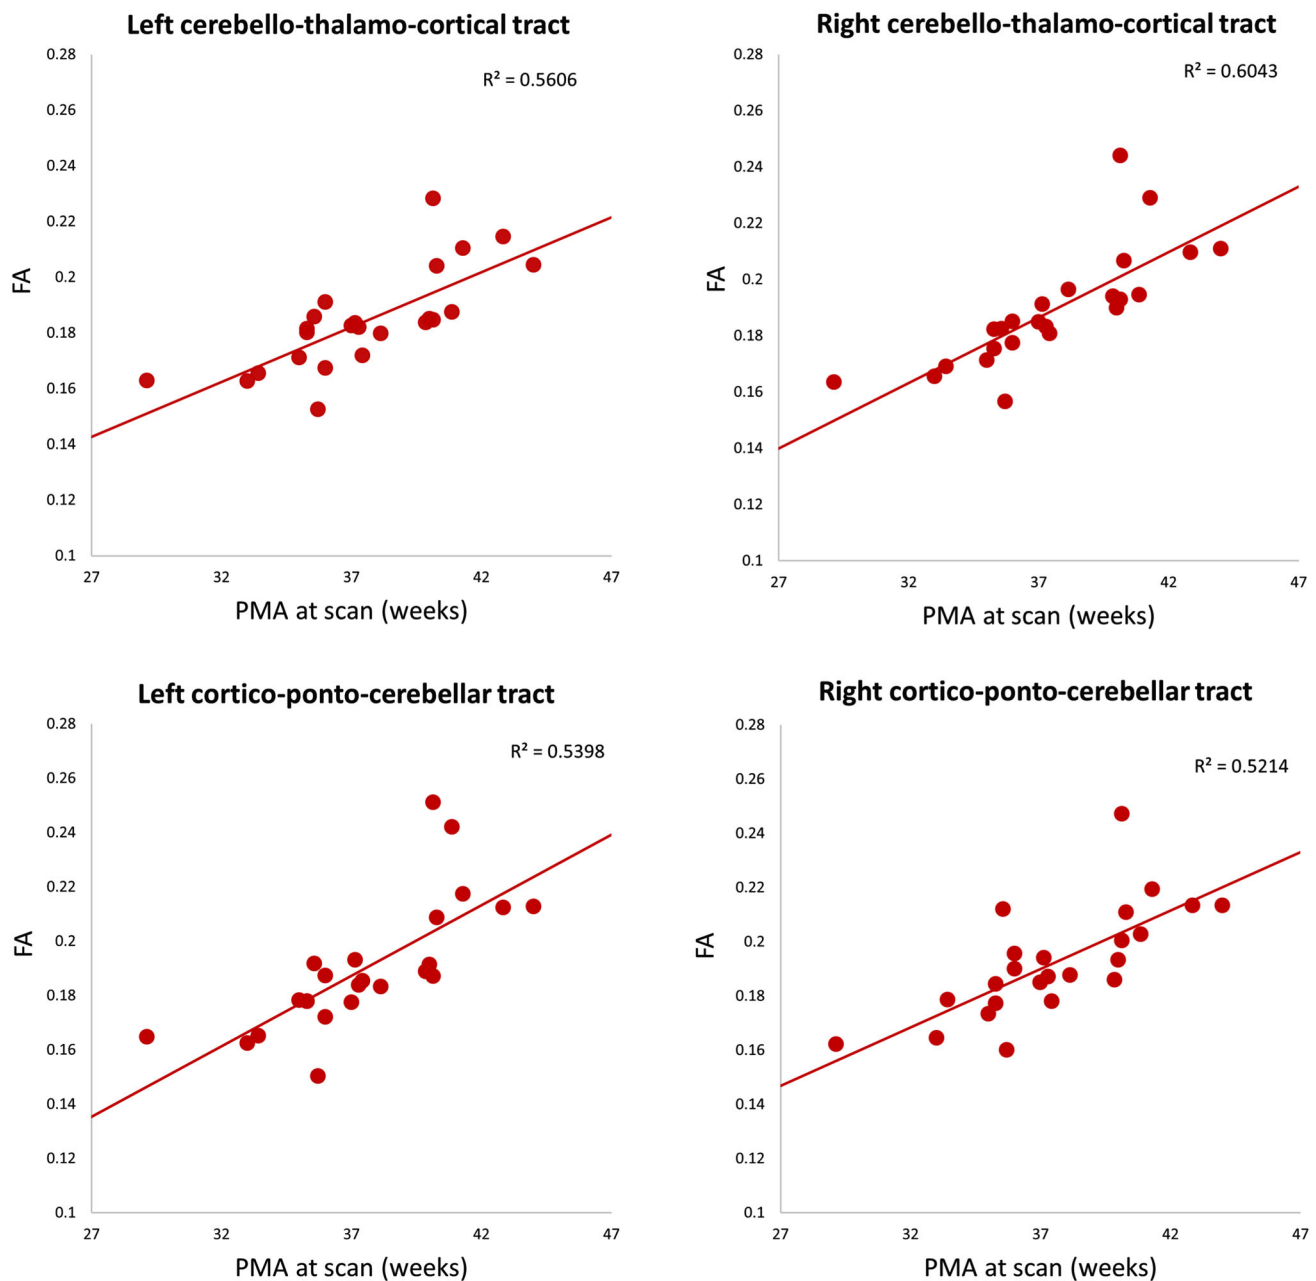 Left cerebello-thalamo-cortical tract
R² = 0.5606
0.28
0.26
0.24
0.22
0.2
0.18
0.16
0.14
0.12
0.1
FA
27 32 37 42 47
PMA at scan (weeks)
Right cerebello-thalamo-cortical tract
R² = 0.6043
0.28
0.26
0.24
0.22
0.2
0.18
0.16
0.14
0.12
0.1
FA
27 32 37 42 47
PMA at scan (weeks)
Left cortico-ponto-cerebellar tract
R² = 0.5398
0.28
0.26
0.24
0.22
0.2
0.18
0.16
0.14
0.12
0.1
FA
27 32 37 42 47
PMA at scan (weeks)
Right cortico-ponto-cerebellar tract
R² = 0.5214
0.28
0.26
0.24
0.22
0.2
0.18
0.16
0.14
0.12
0.1
FA
27 32 37 42 47
PMA at scan (weeks)